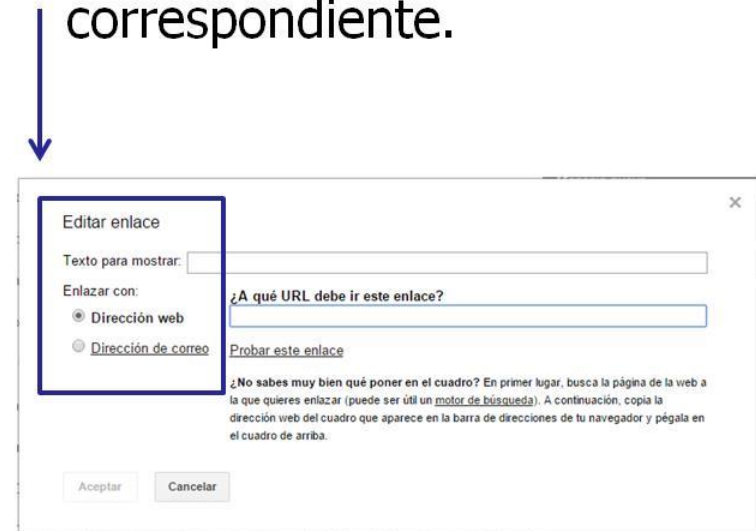 correspondiente.
Editar enlace
Texto para mostrar:
Enlazar con:
Dirección web
Dirección de correo
¿A qué URL debe ir este enlace?
Probar este enlace
¿No sabes muy bien qué poner en el cuadro? En primer lugar, busca la página de la web a
la que quieres enlazar (puede ser útil un motor de búsqueda). A continuación, copia la
dirección web del cuadro que aparece en la barra de direcciones de tu navegador y pégala en
el cuadro de arriba.
Aceptar
Cancelar